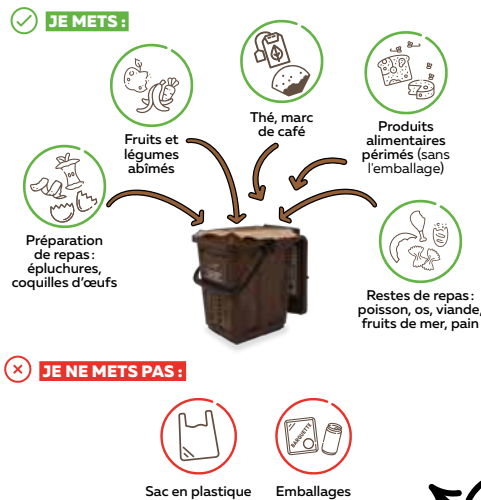 JE METS :
Fruits et
légumes
abîmés
Thé, marc
de café
Produits
alimentaires
périmés (sans
l'emballage)
Préparation
de repas :
épluchures,
coquilles d'œufs
Restes de repas :
poisson, os, viande,
fruits de mer, pain
JE NE METS PAS :
BARQUETTE
Sac en plastique
Emballages